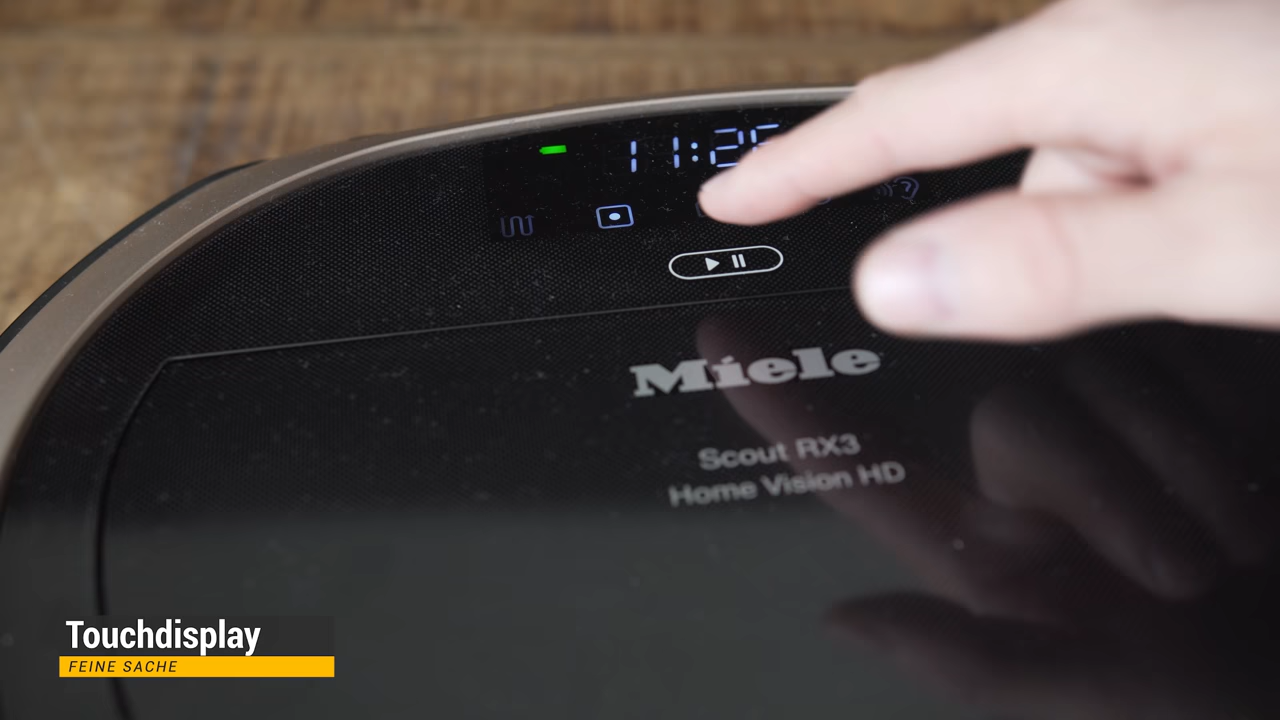 Miele
Scout RX3
Home Vision HD
Touchdisplay
FEINE SACHE